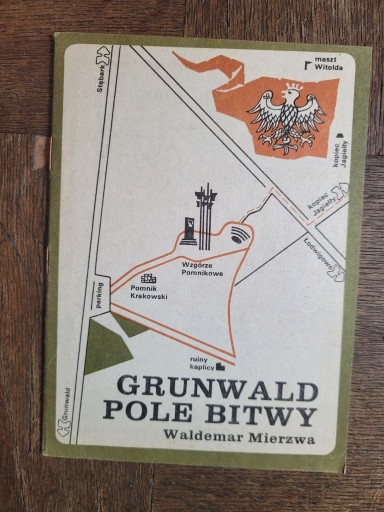 maszt
Witolda
Stębark
kopiec
Jagiełły
kopiec
Jagiełły
Łodwigowo
Wzgórze
Pomnikowe
Pomnik
Krakowski
parking
ruiny
kaplicy
Grunwald
GRUNWALD
POLE BITWY
Waldemar Mierzwa